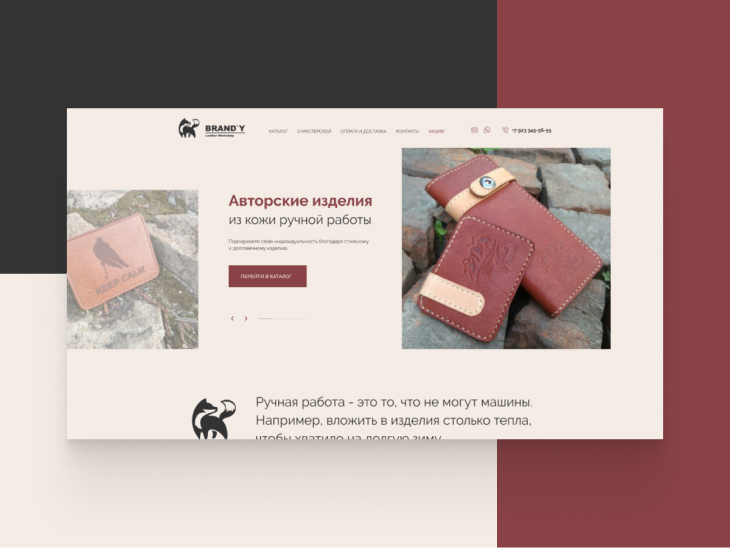 BRAND'Y
Leather Workshop
КАТАЛОГ
О МАСТЕРСКОЙ
ОПЛАТА И ДОСТАВКА
КОНТАКТЫ
АКЦИИ
+7 923 345-56-55
Авторские изделия
из кожи ручной работы
Подчеркните свою индивидуальность благодаря стильному
и долговечному изделию.
ПЕРЕЙТИ В КАТАЛОГ
KEEP CALM
Ручная работа - это то, что не могут машины.
Например, вложить в изделия столько тепла,
чтобы хватило на долгую зиму